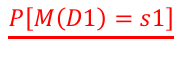 P[M(D1) = s1]